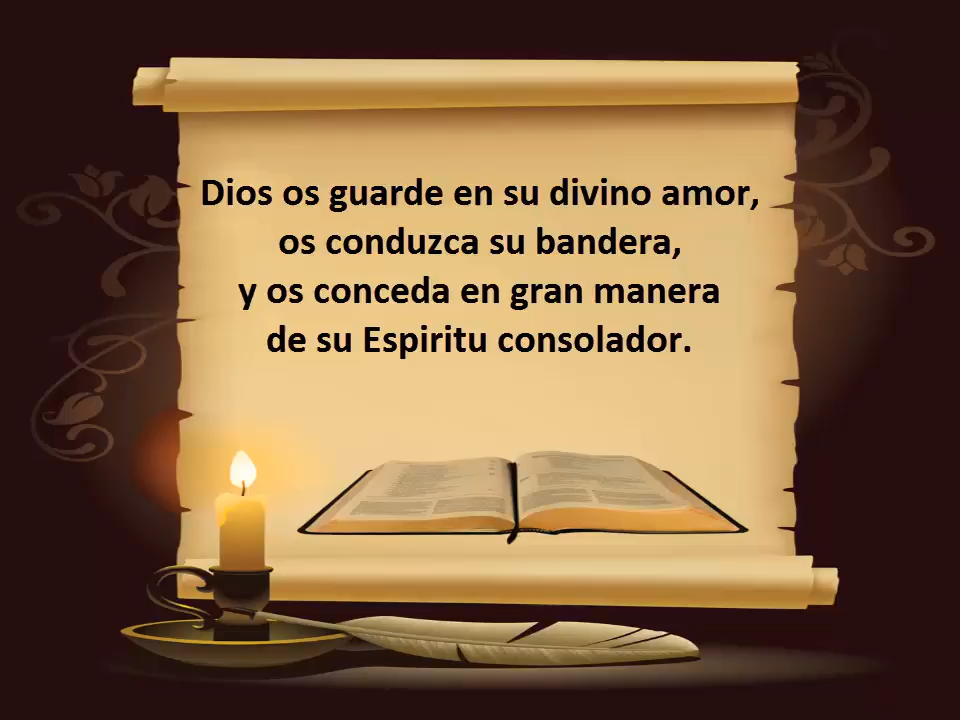 Dios os guarde en su divino amor,
os conduzca su bandera,
y os conceda en gran manera
de su Espiritu consolador.